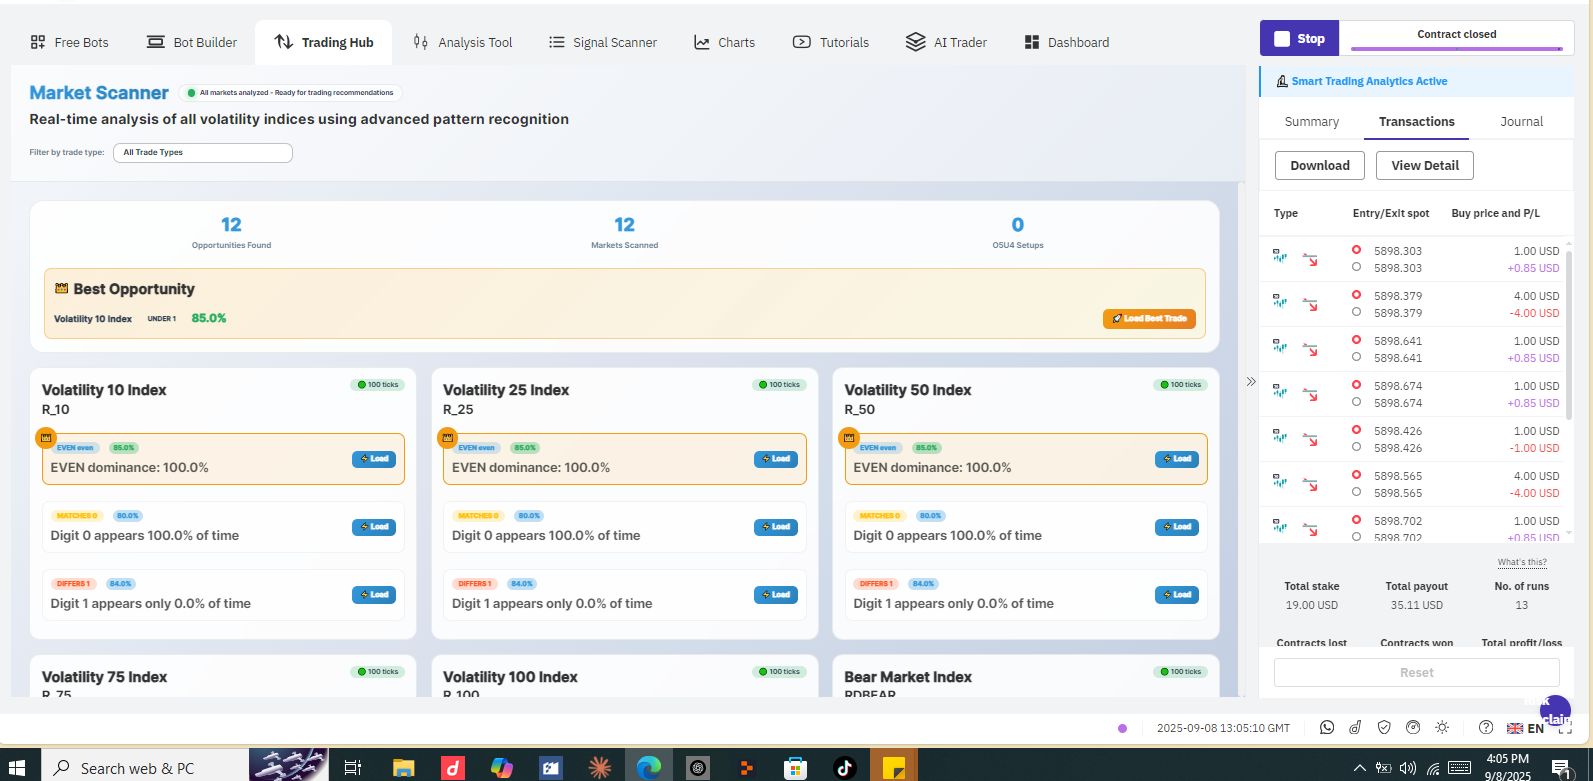 Free Bots
Bot Builder
Trading Hub
Analysis Tool
Signal Scanner
Charts
Tutorials
AI Trader
Dashboard
Stop
Contract closed
Market Scanner
All markets analyzed - Ready for trading recommendations
Real-time analysis of all volatility indices using advanced pattern recognition
Filter by trade type:
All Trade Types
12
Opportunities Found
12
Markets Scanned
0
O5U4 Setups
Best Opportunity
Volatility 10 Index UNDER 1 85.0%
Load Best Trade
Volatility 10 Index
100 ticks
R_10
EVEN even 85.0%
EVEN dominance: 100.0%
Load
MATCHES 0 80.0%
Digit 0 appears 100.0% of time
Load
DIFFERS 1 84.0%
Digit 1 appears only 0.0% of time
Load
Volatility 25 Index
100 ticks
R_25
EVEN even 85.0%
EVEN dominance: 100.0%
Load
MATCHES 0 80.0%
Digit 0 appears 100.0% of time
Load
DIFFERS 1 84.0%
Digit 1 appears only 0.0% of time
Load
Volatility 50 Index
100 ticks
R_50
EVEN even 85.0%
EVEN dominance: 100.0%
Load
MATCHES 0 80.0%
Digit 0 appears 100.0% of time
Load
DIFFERS 1 84.0%
Digit 1 appears only 0.0% of time
Load
Volatility 75 Index
100 ticks
R_75
Volatility 100 Index
100 ticks
R_100
Bear Market Index
100 ticks
RDBEAR
Smart Trading Analytics Active
Summary
Transactions
Journal
Download
View Detail
Type Entry/Exit spot Buy price and P/L
5898.303 1.00 USD
5898.303 +0.85 USD
5898.379 4.00 USD
5898.379 -4.00 USD
5898.641 1.00 USD
5898.641 +0.85 USD
5898.674 1.00 USD
5898.674 +0.85 USD
5898.426 1.00 USD
5898.426 -1.00 USD
5898.565 4.00 USD
5898.565 -4.00 USD
5898.702 1.00 USD
5898.702 +0.85 USD
What's this?
Total stake Total payout No. of runs
19.00 USD 35.11 USD 13
Contracts lost Contracts won Total profit/loss
Reset
2025-09-08 13:05:10 GMT
EN
Search web & PC
4:05 PM
9/8/2025
1